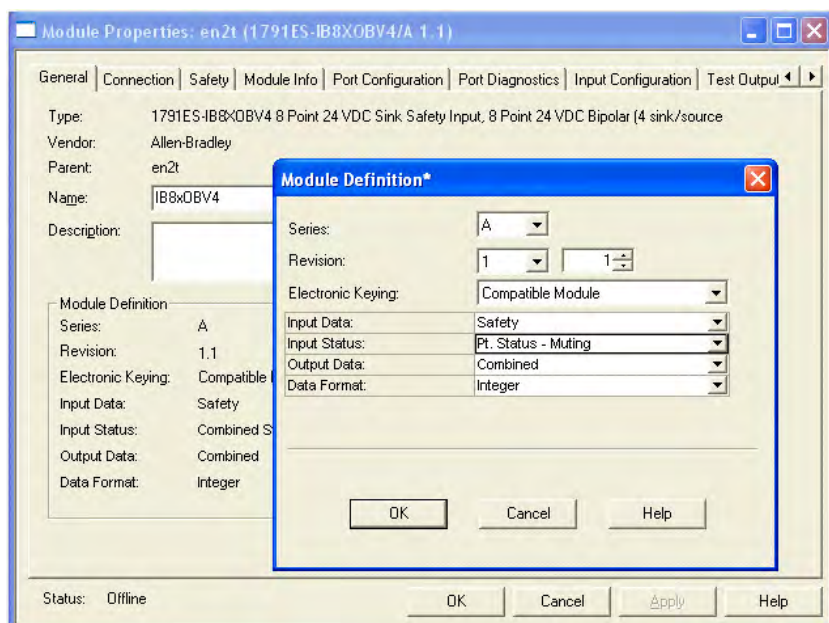 Module Properties: en2t (1791ES-IB8XOBV4/A 1.1)
General Connection Safety Module Info Port Configuration Port Diagnostics Input Configuration Test Output
Type: 1791ES-IB8XOBV4 8 Point 24 VDC Sink Safety Input, 8 Point 24 VDC Bipolar (4 sink/source
Vendor: Allen-Bradley
Parent: en2t
Name: IB8xOBV4
Description:
Module Definition
Series: A
Revision: 1.1
Electronic Keying: Compatible
Input Data: Safety
Input Status: Combined S
Output Data: Combined
Data Format: Integer
Module Definition*
Series: A
Revision: 1 1
Electronic Keying: Compatible Module
Input Data: Safety
Input Status: Pt. Status - Muting
Output Data: Combined
Data Format: Integer
OK Cancel Help
Status: Offline OK Cancel Apply Help